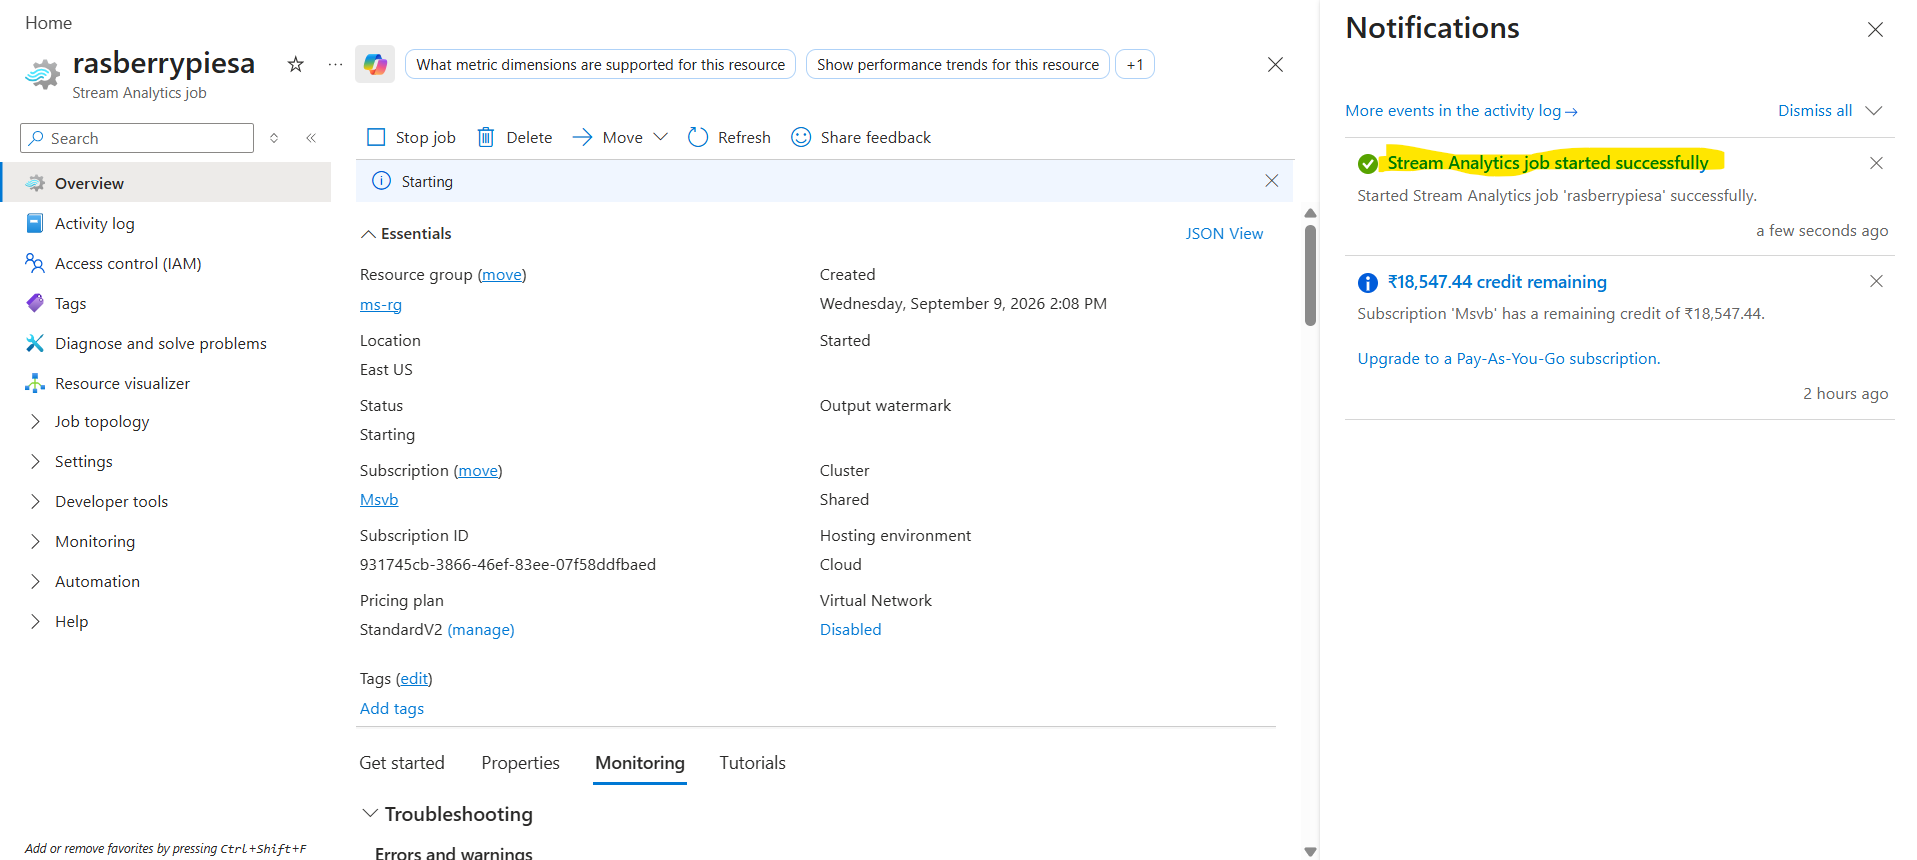 Home
rasberrypiesa
Stream Analytics job
What metric dimensions are supported for this resource
Show performance trends for this resource
+1
Search
Overview
Activity log
Access control (IAM)
Tags
Diagnose and solve problems
Resource visualizer
Job topology
Settings
Developer tools
Monitoring
Automation
Help
Add or remove favorites by pressing Ctrl+Shift+F
Stop job
Delete
Move
Refresh
Share feedback
Starting
Essentials
JSON View
Resource group (move)
ms-rg
Location
East US
Status
Starting
Subscription (move)
Msvb
Subscription ID
931745cb-3866-46ef-83ee-07f58ddfbaed
Pricing plan
StandardV2 (manage)
Created
Wednesday, September 9, 2026 2:08 PM
Started
Output watermark
Cluster
Shared
Hosting environment
Cloud
Virtual Network
Disabled
Tags (edit)
Add tags
Get started
Properties
Monitoring
Tutorials
Troubleshooting
Errors and warnings
Notifications
More events in the activity log →
Dismiss all
Stream Analytics job started successfully
Started Stream Analytics job 'rasberrypiesa' successfully.
a few seconds ago
₹18,547.44 credit remaining
Subscription 'Msvb' has a remaining credit of ₹18,547.44.
Upgrade to a Pay-As-You-Go subscription.
2 hours ago